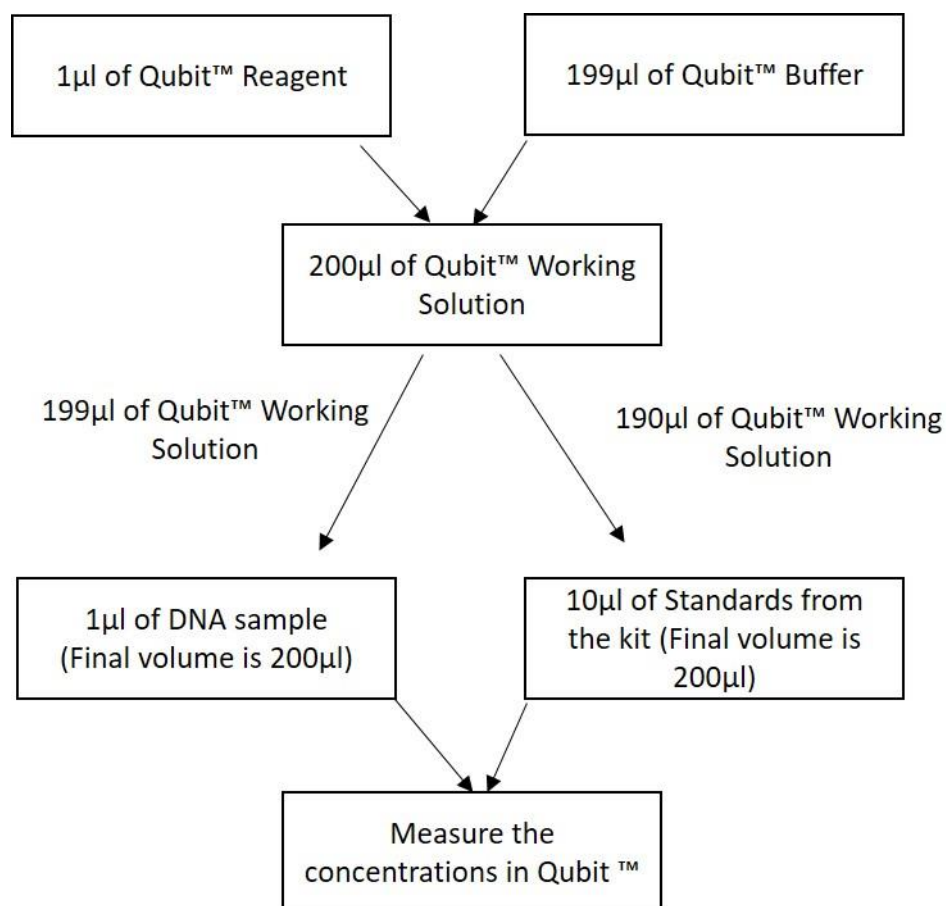 1µl of Qubit™ Reagent
199µl of Qubit™ Buffer
200µl of Qubit™ Working
Solution
199µl of Qubit™ Working
Solution
190µl of Qubit™ Working
Solution
1µl of DNA sample
(Final volume is 200µl)
10µl of Standards from
the kit (Final volume is
200µl)
Measure the
concentrations in Qubit ™